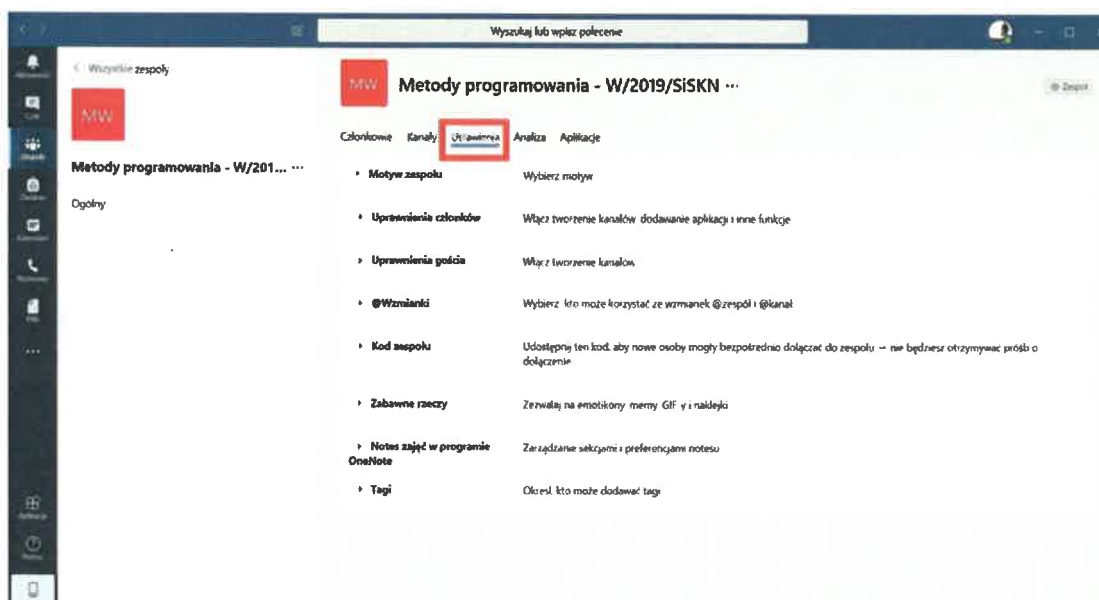 Wyszukaj lub wpisz polecenie
Wszystkie zespoły
MW
Metody programowania - W/201... ···
Ogólny
MW
Metody programowania - W/2019/SiSKN ···
Zespół
Członkowie Kanały Ustawienia Analiza Aplikacje
Motyw zespołu Wybierz motyw
Uprawnienia członków Włącz tworzenie kanałów, dodawanie aplikacji i inne funkcje
Uprawnienia gościa Włącz tworzenie kanałów
@Wzmianki Wybierz, kto może korzystać ze wzmianek @zespół i @kanał
Kod zespołu Udostępnij ten kod, aby nowe osoby mogły bezpośrednio dołączać do zespołu — nie będziesz otrzymywać próśb o
dołączenie
Zabawne rzeczy Zezwalaj na emotikony, memy, GIF-y i naklejki
Notes zajęć w programie
OneNote
Zarządzanie sekcjami i preferencjami notesu
Tagi Określ, kto może dodawać tagi